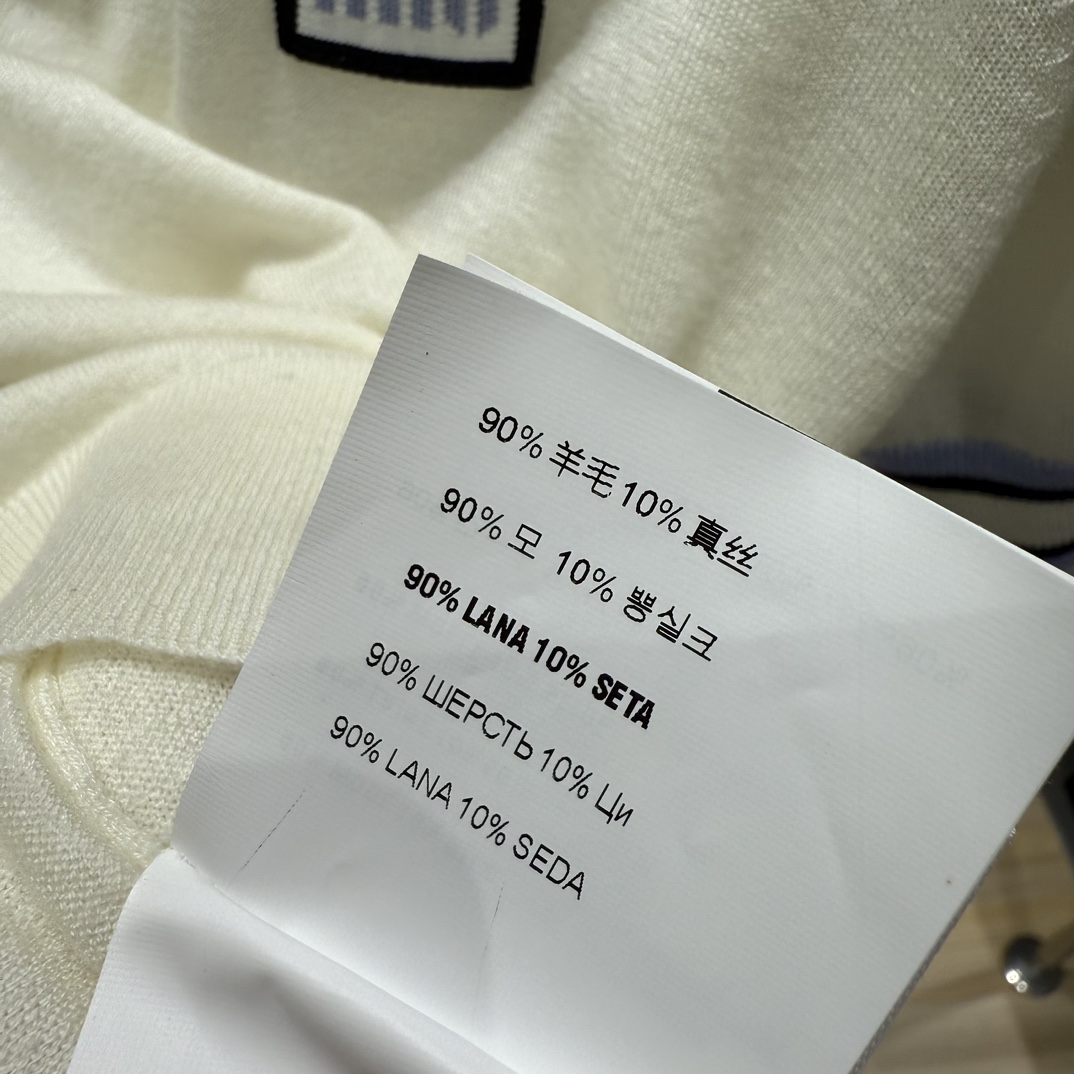 90% 羊毛 10% 真丝
90% 모 10% 뽕실크
90% LANA 10% SETA
90% ШЕРСТЬ 10% Ци
90% LANA 10% SEDA